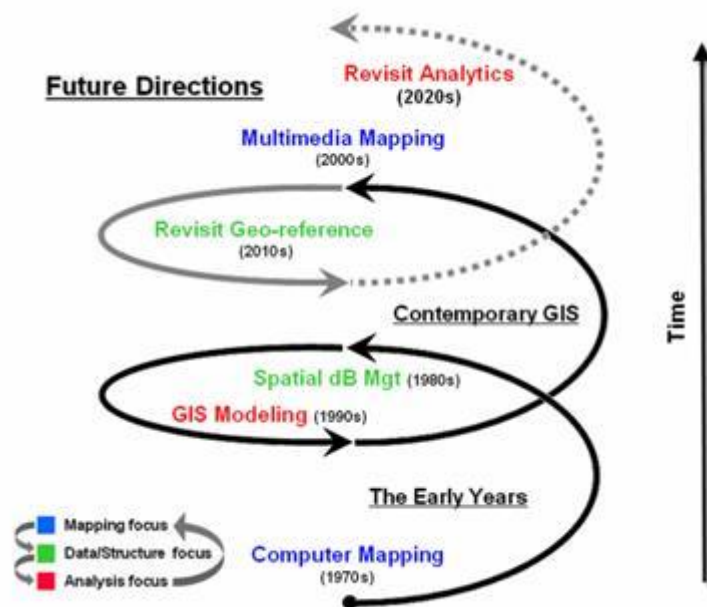 Future Directions
Revisit Analytics
(2020s)
Multimedia Mapping
(2000s)
Revisit Geo-reference
(2010s)
Contemporary GIS
Time
Spatial dB Mgt (1980s)
GIS Modeling (1990s)
The Early Years
Mapping focus
Data/Structure focus
Analysis focus
Computer Mapping
(1970s)